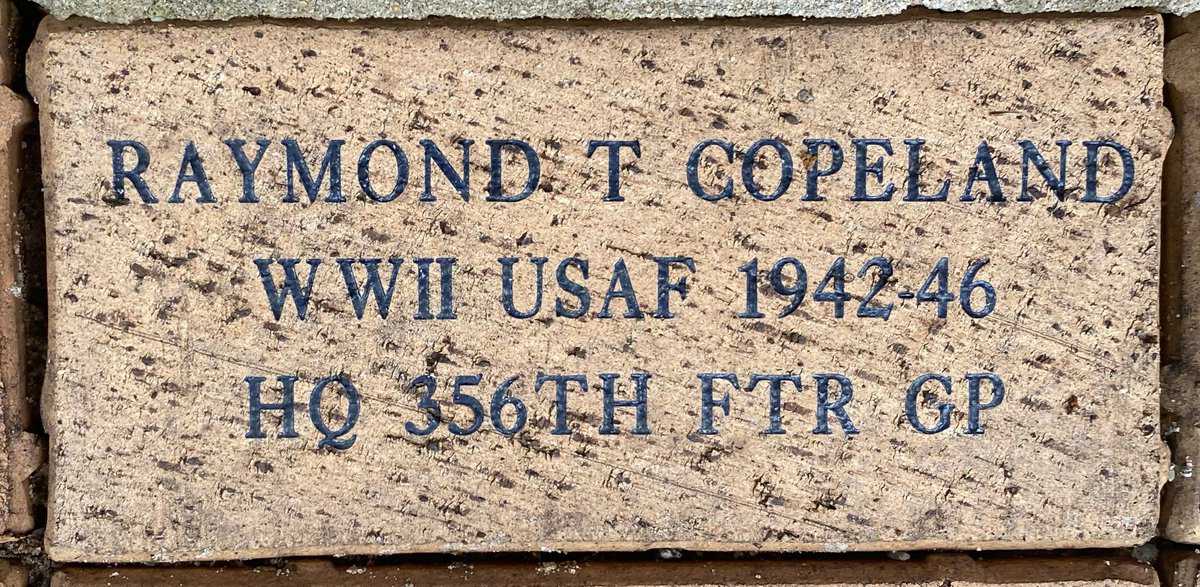 RAYMOND T COPELAND
WWII USAF 1942-46
HQ 356TH FTR GP